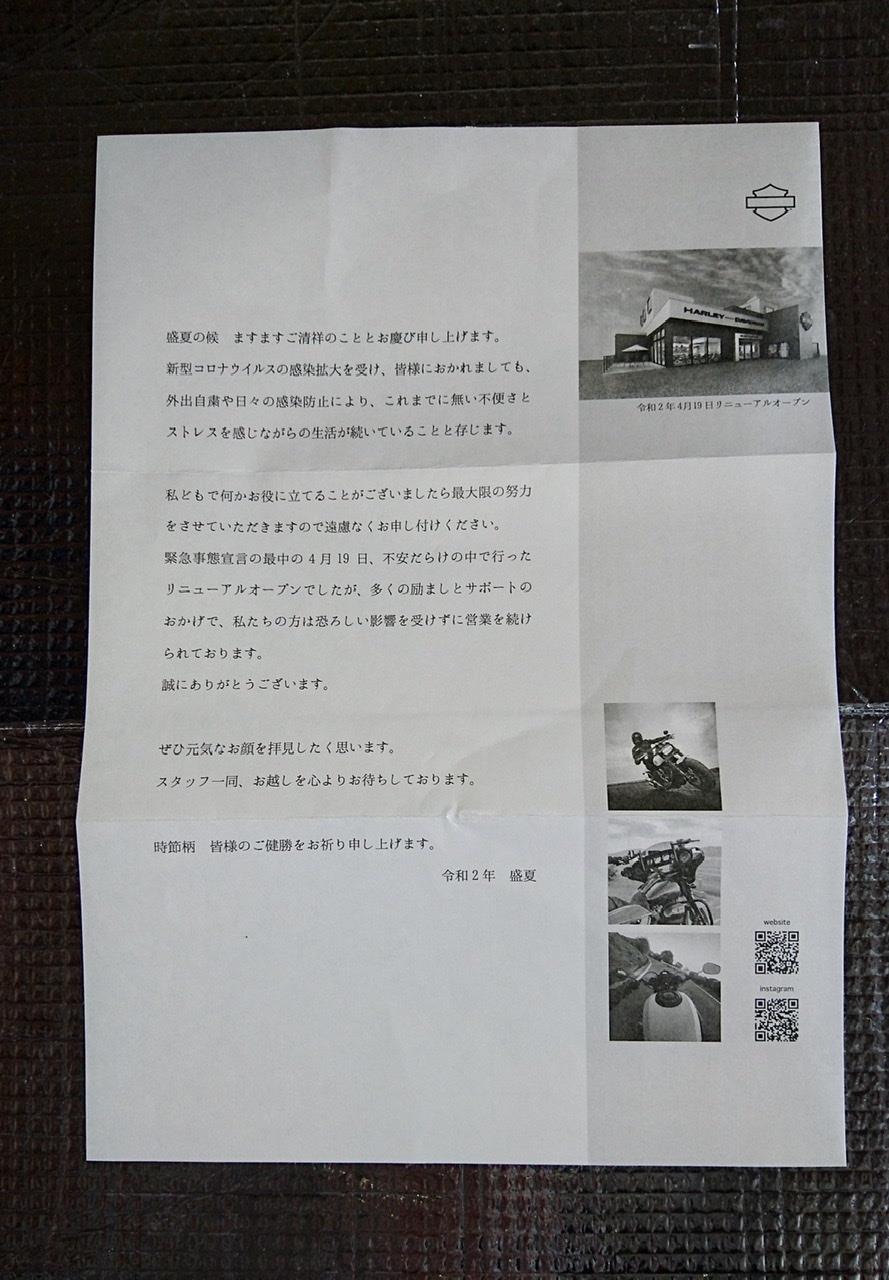 盛夏の候　ますますご清祥のこととお慶び申し上げます。
新型コロナウイルスの感染拡大を受け、皆様におかれましても、
外出自粛や日々の感染防止により、これまでに無い不便さと
ストレスを感じながらの生活が続いていることと存じます。
私どもで何かお役に立てることがございましたら最大限の努力
をさせていただきますので遠慮なくお申し付けください。
緊急事態宣言の最中の 4 月 19 日、不安だらけの中で行った
リニューアルオープンでしたが、多くの励ましとサポートの
おかげで、私たちの方は恐ろしい影響を受けずに営業を続け
られております。
誠にありがとうございます。
ぜひ元気なお顔を拝見したく思います。
スタッフ一同、お越しを心よりお待ちしております。
時節柄　皆様のご健勝をお祈り申し上げます。
令和 2 年　盛夏
HARLEY-DAVIDSON
令和 2 年 4月19日リニューアルオープン
website
instagram